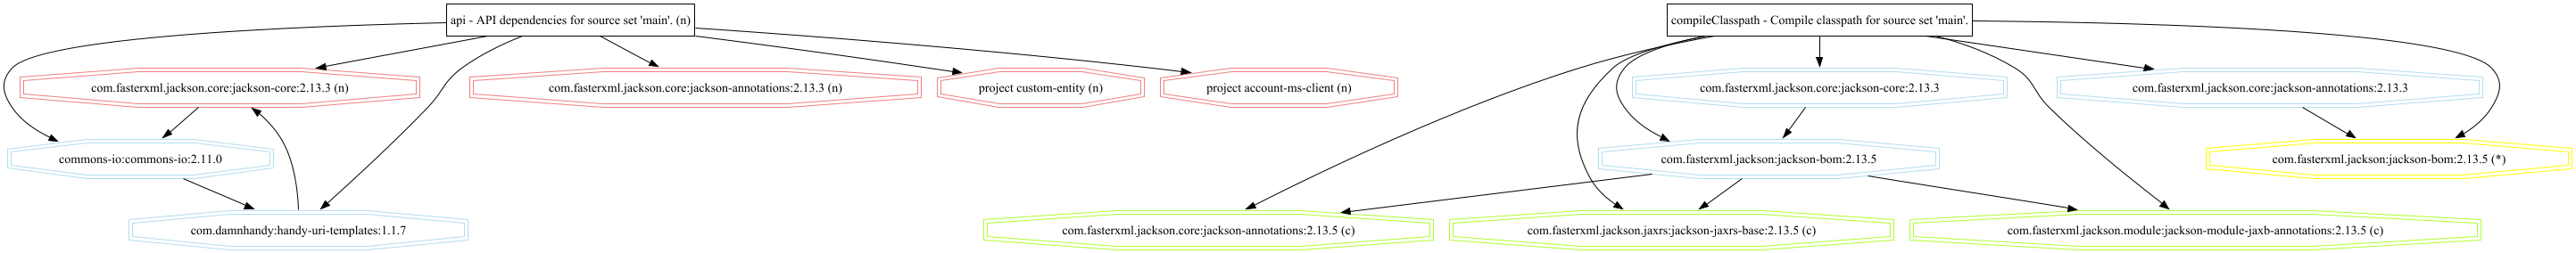 api - API dependencies for source set 'main'. (n)
compileClasspath - Compile classpath for source set 'main'.
com.fasterxml.jackson.core:jackson-core:2.13.3 (n)
com.fasterxml.jackson.core:jackson-annotations:2.13.3 (n)
project custom-entity (n)
project account-ms-client (n)
com.fasterxml.jackson.core:jackson-core:2.13.3
com.fasterxml.jackson.core:jackson-annotations:2.13.3
commons-io:commons-io:2.11.0
com.fasterxml.jackson:jackson-bom:2.13.5
com.fasterxml.jackson:jackson-bom:2.13.5 (*)
com.damnhandy:handy-uri-templates:1.1.7
com.fasterxml.jackson.core:jackson-annotations:2.13.5 (c)
com.fasterxml.jackson.jaxrs:jackson-jaxrs-base:2.13.5 (c)
com.fasterxml.jackson.module:jackson-module-jaxb-annotations:2.13.5 (c)